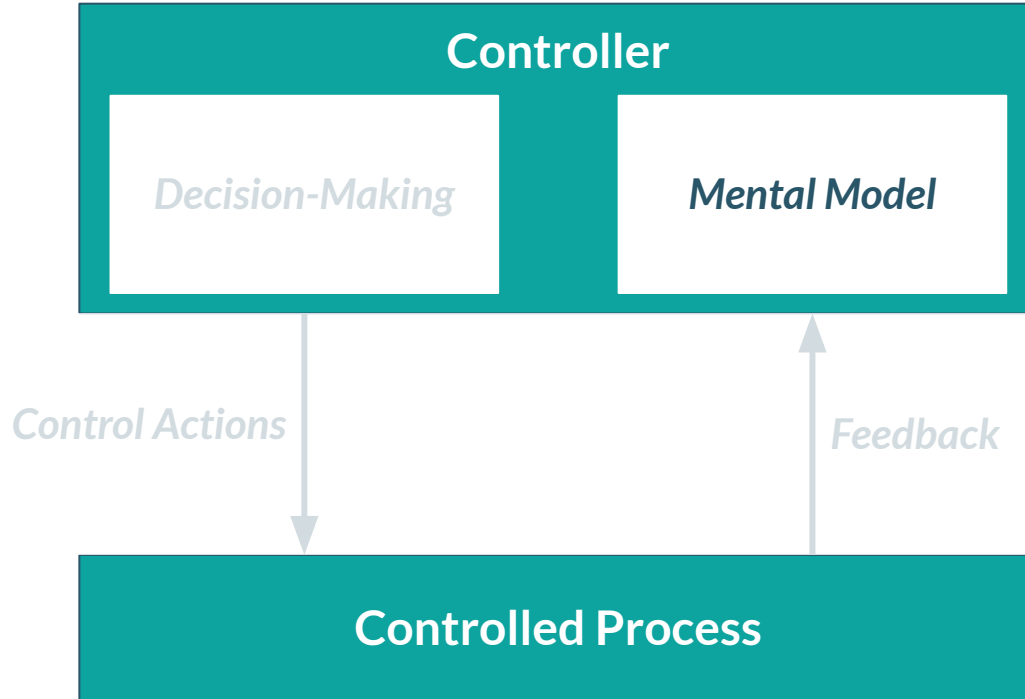 Controller
Decision-Making
Mental Model
Control Actions
Feedback
Controlled Process